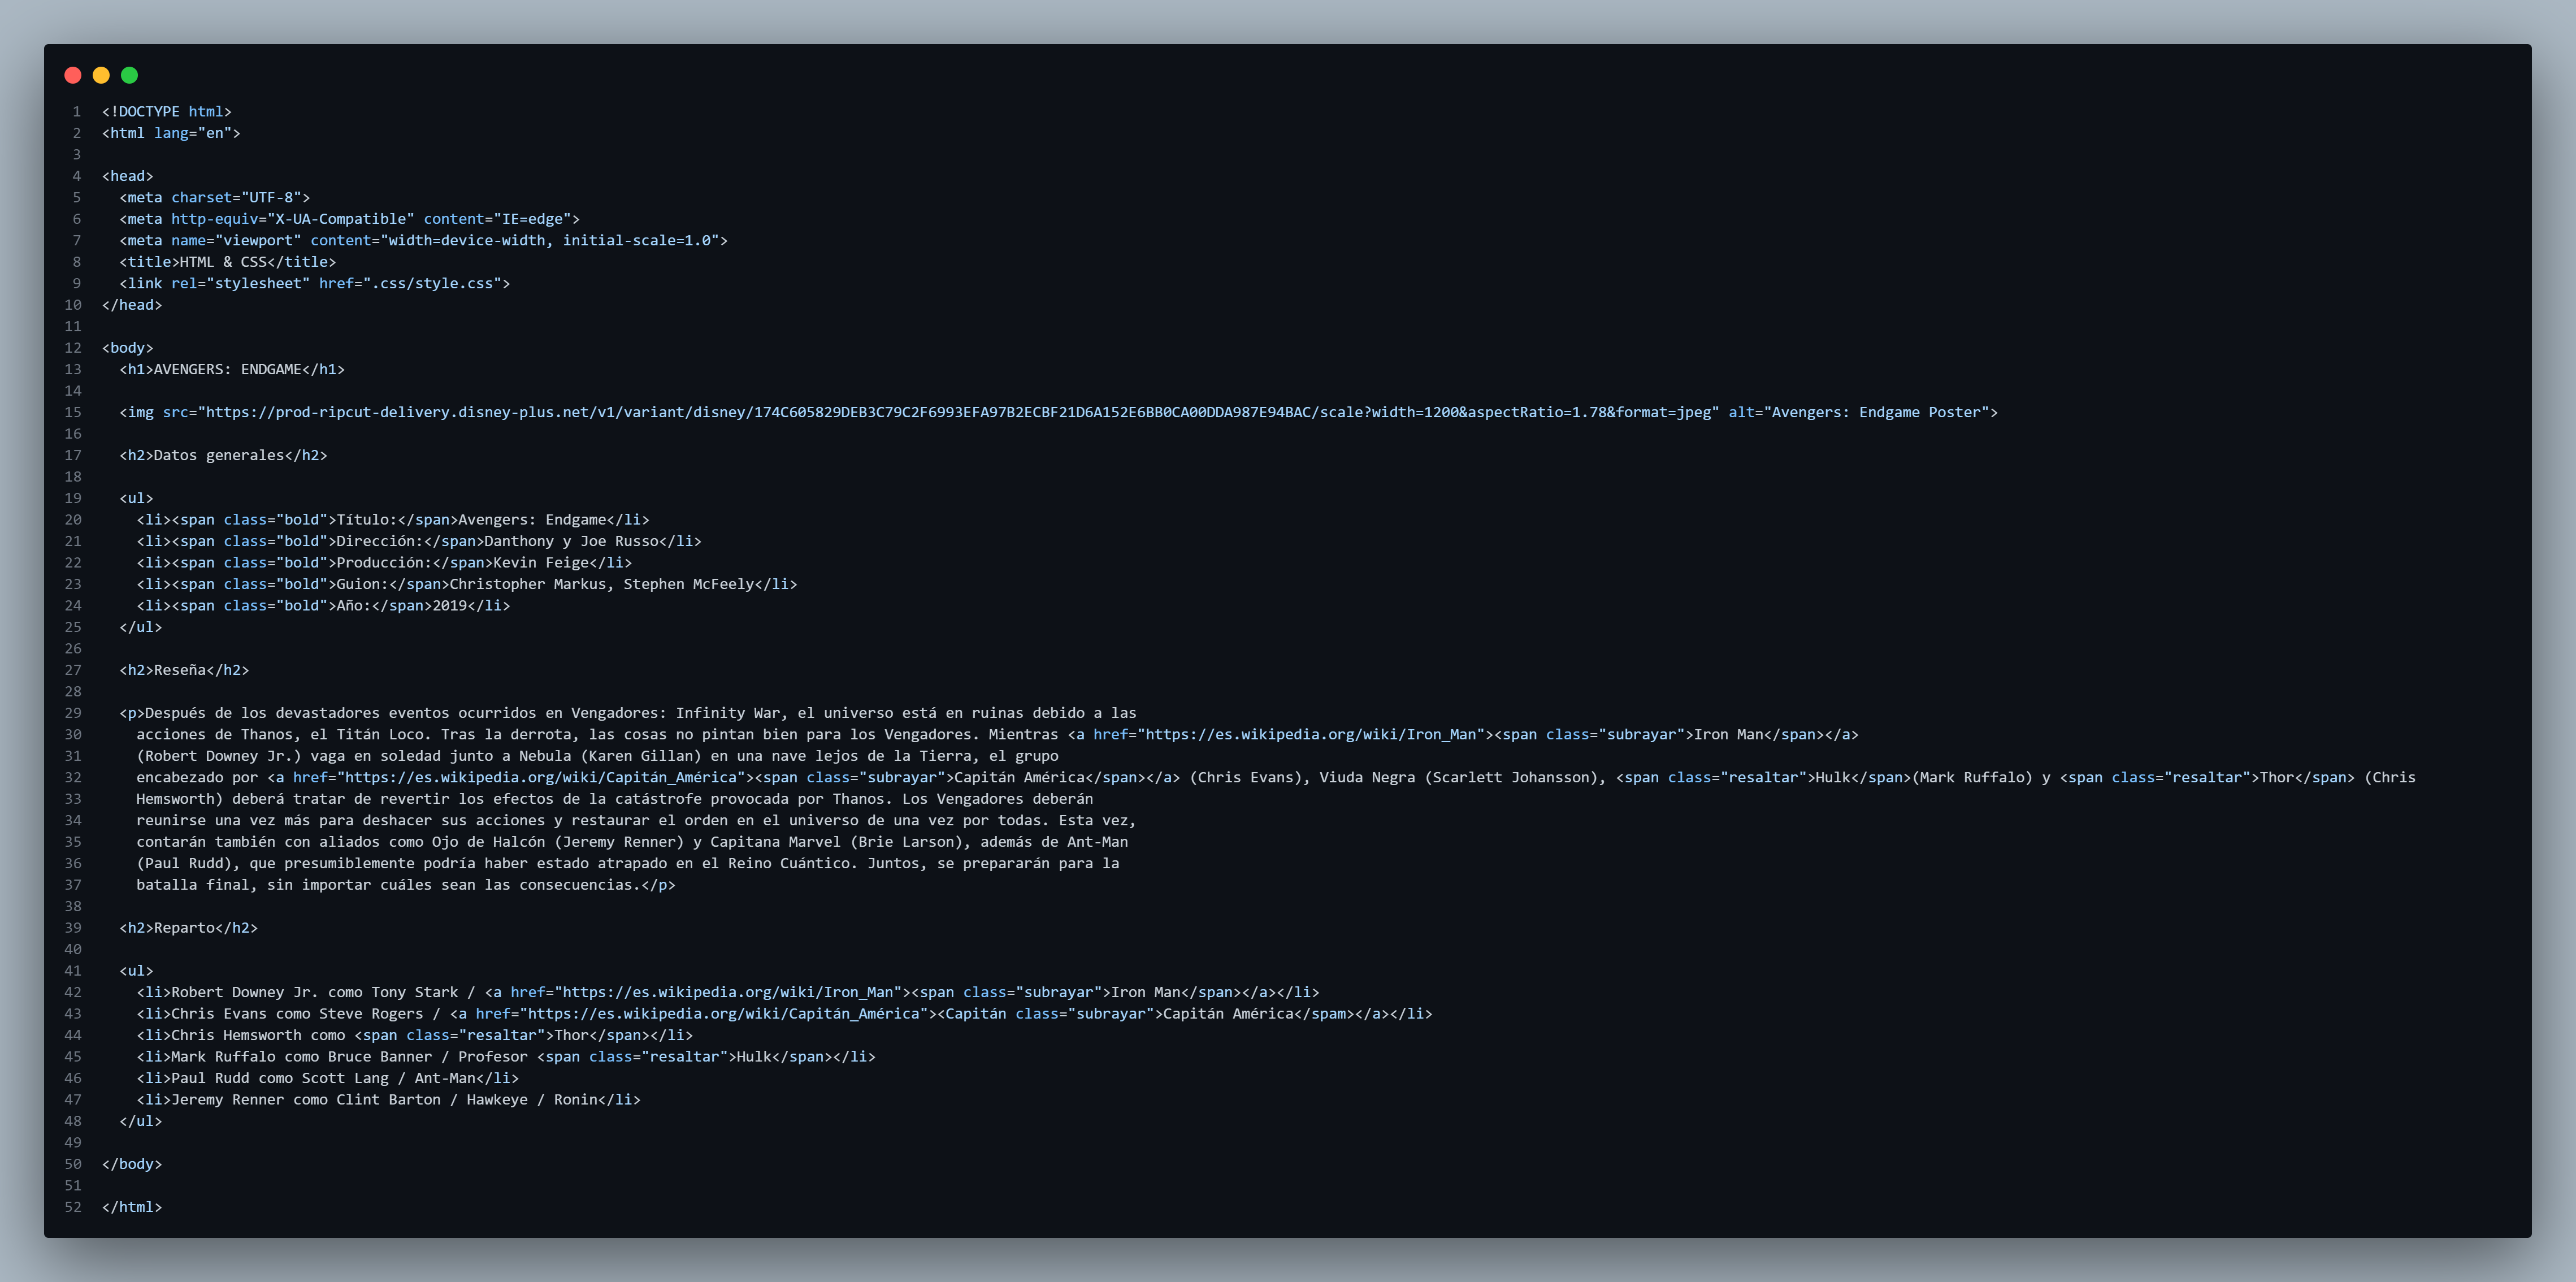 1 <!DOCTYPE html>
2 <html lang="en">
3
4 <head>
5   <meta charset="UTF-8">
6   <meta http-equiv="X-UA-Compatible" content="IE=edge">
7   <meta name="viewport" content="width=device-width, initial-scale=1.0">
8   <title>HTML & CSS</title>
9   <link rel="stylesheet" href=".css/style.css">
10 </head>
11
12 <body>
13   <h1>AVENGERS: ENDGAME</h1>
14
15   <img src="https://prod-ripcut-delivery.disney-plus.net/v1/variant/disney/174C605829DEB3C79C2F6993EFA97B2ECBF21D6A152E6BB0CA00DDA987E94BAC/scale?width=1200&aspectRatio=1.78&format=jpeg" alt="Avengers: Endgame Poster">
16
17   <h2>Datos generales</h2>
18
19   <ul>
20     <li><span class="bold">Título:</span>Avengers: Endgame</li>
21     <li><span class="bold">Dirección:</span>Danthony y Joe Russo</li>
22     <li><span class="bold">Producción:</span>Kevin Feige</li>
23     <li><span class="bold">Guion:</span>Christopher Markus, Stephen McFeely</li>
24     <li><span class="bold">Año:</span>2019</li>
25   </ul>
26
27   <h2>Reseña</h2>
28
29   <p>Después de los devastadores eventos ocurridos en Vengadores: Infinity War, el universo está en ruinas debido a las
30     acciones de Thanos, el Titán Loco. Tras la derrota, las cosas no pintan bien para los Vengadores. Mientras <a href="https://es.wikipedia.org/wiki/Iron_Man"><span class="subrayar">Iron Man</span></a>
31     (Robert Downey Jr.) vaga en soledad junto a Nebula (Karen Gillan) en una nave lejos de la Tierra, el grupo
32     encabezado por <a href="https://es.wikipedia.org/wiki/Capitán_América"><span class="subrayar">Capitán América</span></a> (Chris Evans), Viuda Negra (Scarlett Johansson), <span class="resaltar">Hulk</span>(Mark Ruffalo) y <span class="resaltar">Thor</span> (Chris
33     Hemsworth) deberá tratar de revertir los efectos de la catástrofe provocada por Thanos. Los Vengadores deberán
34     reunirse una vez más para deshacer sus acciones y restaurar el orden en el universo de una vez por todas. Esta vez,
35     contarán también con aliados como Ojo de Halcón (Jeremy Renner) y Capitana Marvel (Brie Larson), además de Ant-Man
36     (Paul Rudd), que presumiblemente podría haber estado atrapado en el Reino Cuántico. Juntos, se prepararán para la
37     batalla final, sin importar cuáles sean las consecuencias.</p>
38
39   <h2>Reparto</h2>
40
41   <ul>
42     <li>Robert Downey Jr. como Tony Stark / <a href="https://es.wikipedia.org/wiki/Iron_Man"><span class="subrayar">Iron Man</span></a></li>
43     <li>Chris Evans como Steve Rogers / <a href="https://es.wikipedia.org/wiki/Capitán_América"><Capitán class="subrayar">Capitán América</spam></a></li>
44     <li>Chris Hemsworth como <span class="resaltar">Thor</span></li>
45     <li>Mark Ruffalo como Bruce Banner / Profesor <span class="resaltar">Hulk</span></li>
46     <li>Paul Rudd como Scott Lang / Ant-Man</li>
47     <li>Jeremy Renner como Clint Barton / Hawkeye / Ronin</li>
48   </ul>
49
50 </body>
51
52 </html>